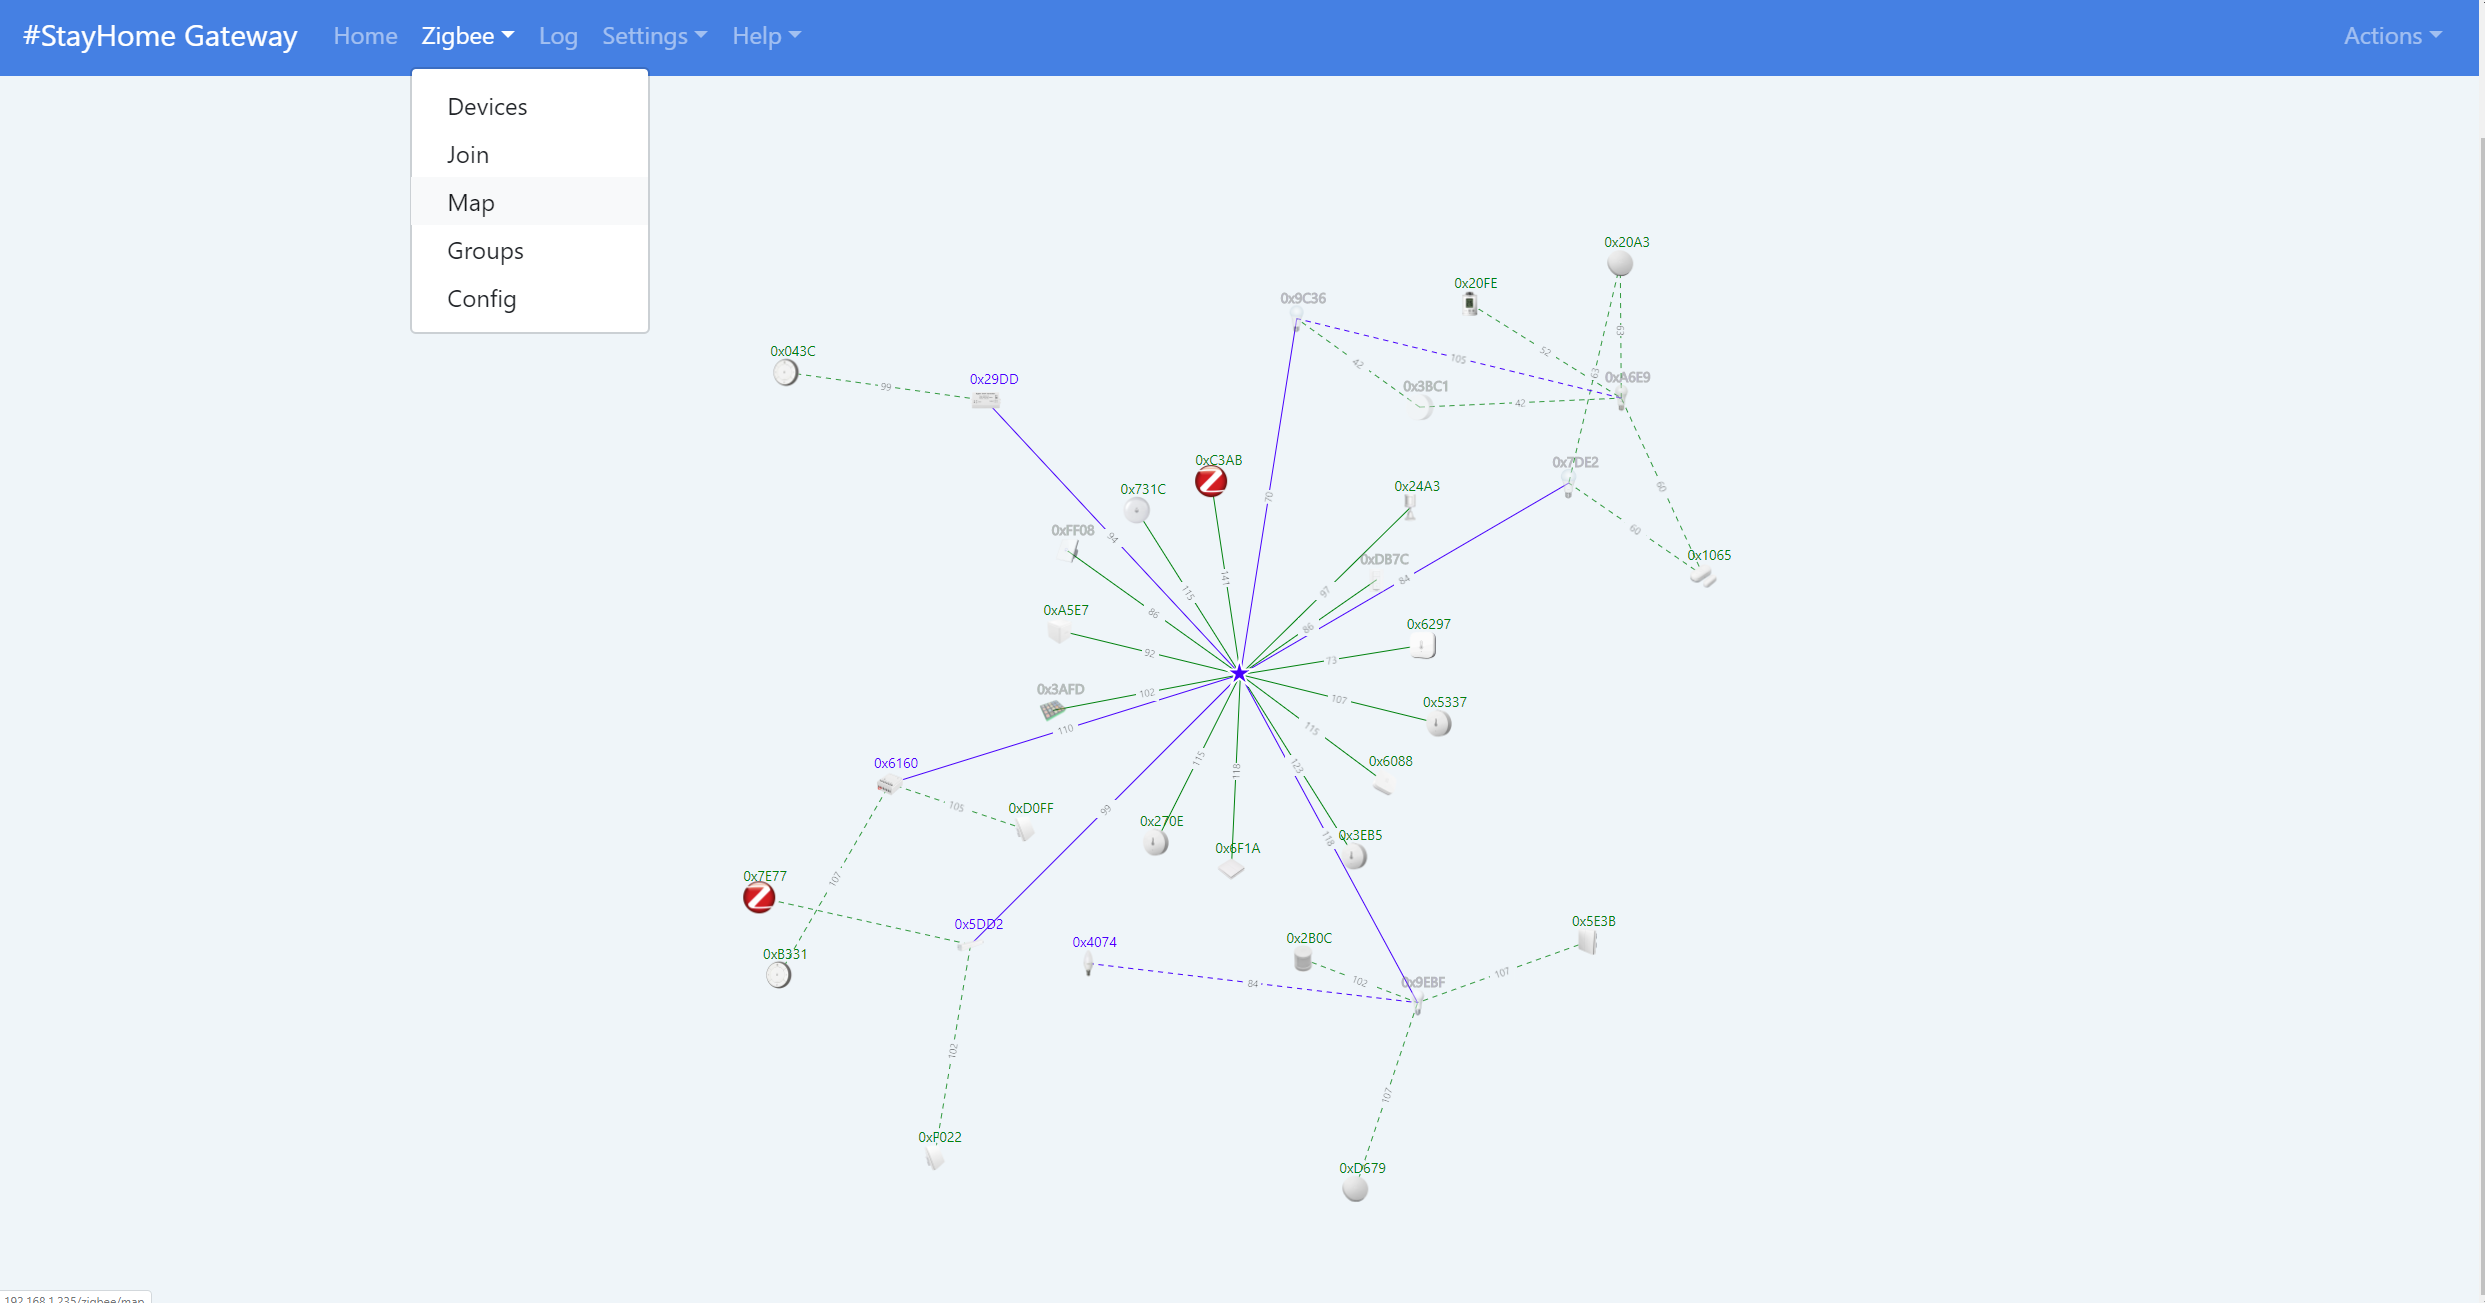 #StayHome Gateway Home Zigbee Log Settings Help Actions
Devices
Join
Map
Groups
Config
0x20A3
0x20FE
0x9C36
63
0x043C
52
105
42
63
0xA6E9
0x29DD
99
0x3BC1
42
0xC3AB
0x7DE2
0x731C
0x24A3
60
70
0xFF08
60
94
0xDB7C
0x1065
141
84
115
97
0xA5E7
86
0x6297
86
92
73
0x3AFD
102
107
0x5337
110
115
0x6160
115
118
123
0x6088
105
0xD0FF
99
0x270E
118
0x3EB5
0x6F1A
0x7E77
107
0x5DD2
0x5E3B
0x4074
0x2B0C
0xB331
107
84
102
0x9EBF
102
107
0xF022
0xD679
192.168.1.235/zigbee/map